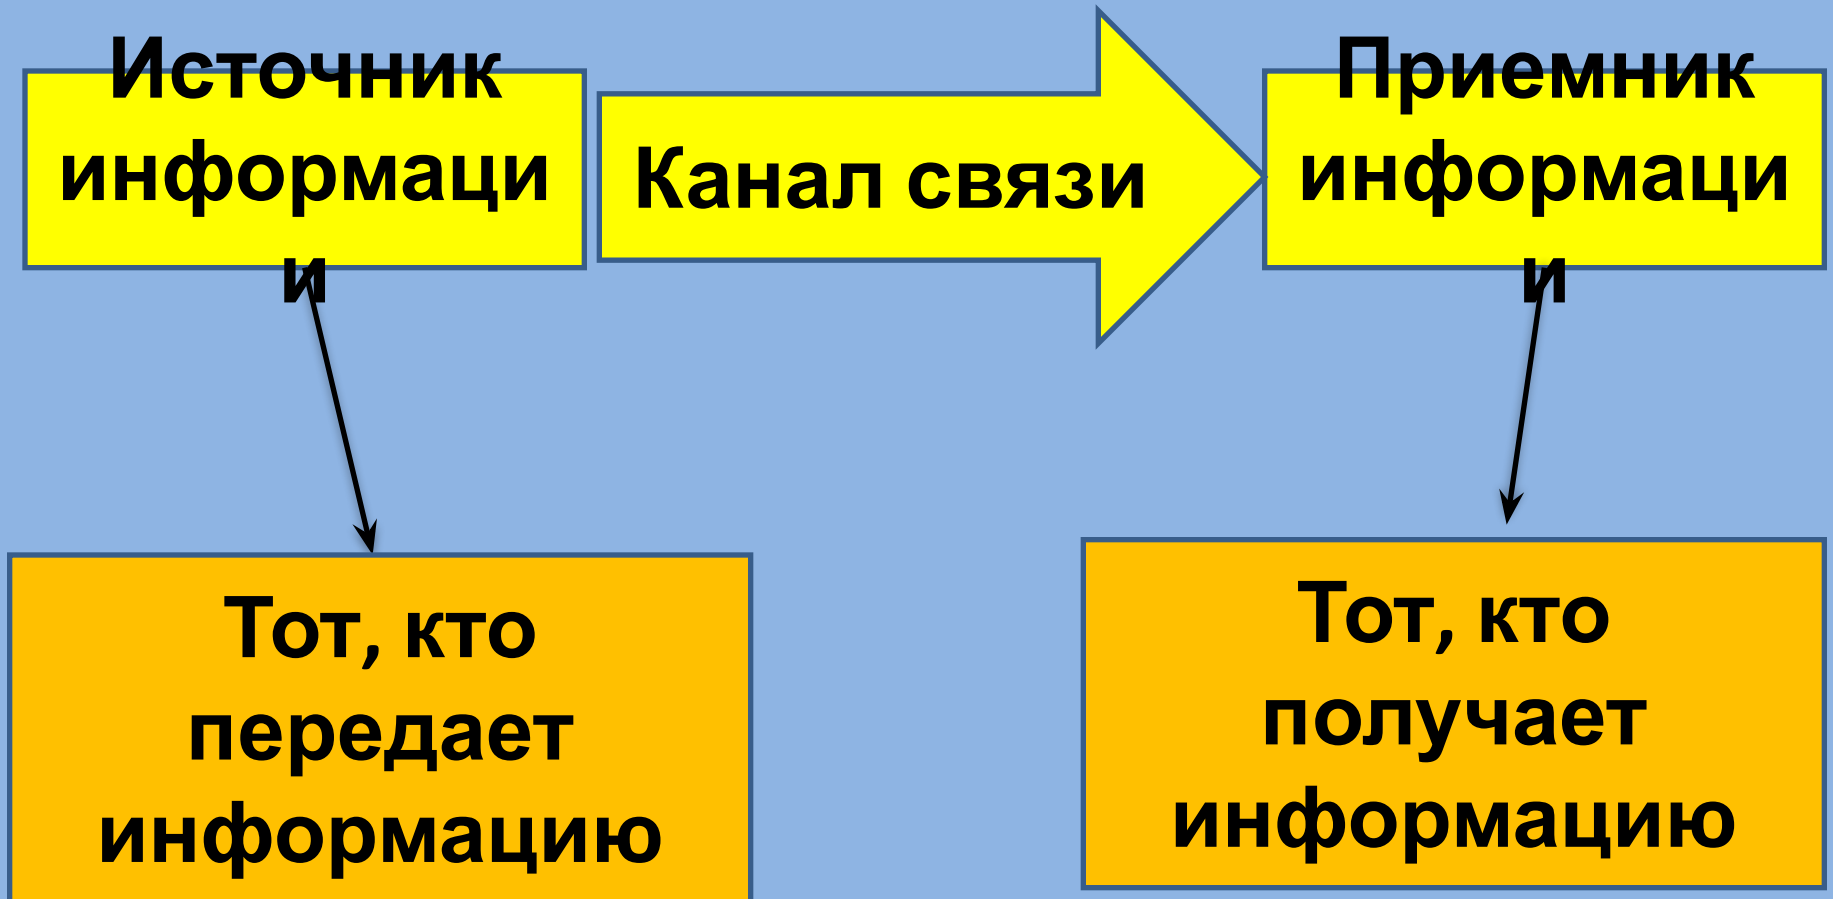 Источник
информаци
и
Канал связи
Приемник
информаци
и
Тот, кто
передает
информацию
Тот, кто
получает
информацию